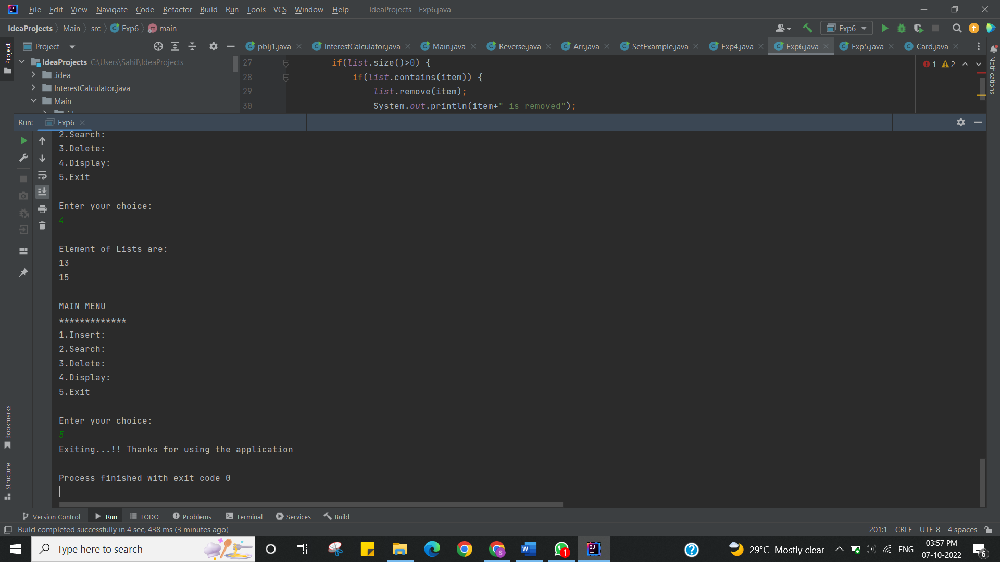 File Edit View Navigate Code Refactor Build Run Tools VCS Window Help IdeaProjects - Exp6.java
IdeaProjects Main src Exp6 main Exp6
Project pblj1.java InterestCalculator.java Main.java Reverse.java Arr.java SetExample.java Exp4.java Exp6.java Exp5.java Card.java
Project
IdeaProjects C:\Users\Sahil\IdeaProjects
.idea
InterestCalculator.java
Main
27 if(list.size()>0) {
28 if(list.contains(item)) {
29 list.remove(item);
30 System.out.println(item+" is removed");
1 2
Notifications
Run: Exp6
2.Search:
3.Delete:
4.Display:
5.Exit
Enter your choice:
4
Element of Lists are:
13
15
MAIN MENU
*************
1.Insert:
2.Search:
3.Delete:
4.Display:
5.Exit
Enter your choice:
5
Exiting...!! Thanks for using the application
Process finished with exit code 0
Bookmarks
Structure
Version Control Run TODO Problems Terminal Services Build
Build completed successfully in 4 sec, 438 ms (3 minutes ago) 201:1 CRLF UTF-8 4 spaces
Type here to search S W 1 IJ 29°C Mostly clear ENG 03:57 PM
07-10-2022
6